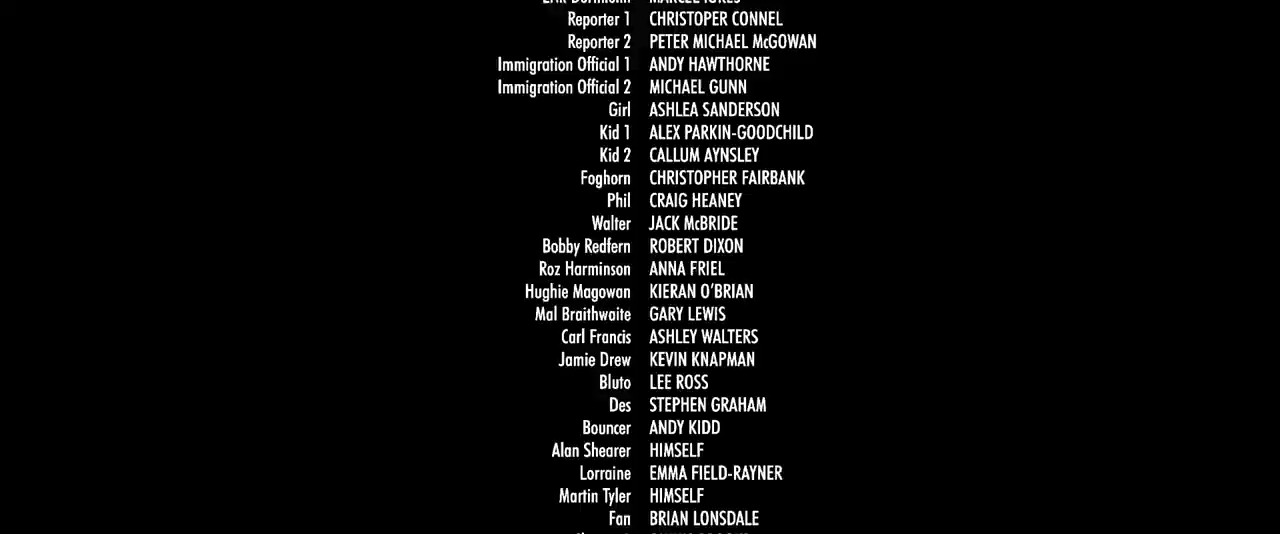 Reporter 1 CHRISTOPER CONNEL
Reporter 2 PETER MICHAEL McGOWAN
Immigration Official 1 ANDY HAWTHORNE
Immigration Official 2 MICHAEL GUNN
Girl ASHLEA SANDERSON
Kid 1 ALEX PARKIN-GOODCHILD
Kid 2 CALLUM AYNSLEY
Foghorn CHRISTOPHER FAIRBANK
Phil CRAIG HEANEY
Walter JACK McBRIDE
Bobby Redfern ROBERT DIXON
Roz Harminson ANNA FRIEL
Hughie Magowan KIERAN O'BRIAN
Mal Braithwaite GARY LEWIS
Carl Francis ASHLEY WALTERS
Jamie Drew KEVIN KNAPMAN
Bluto LEE ROSS
Des STEPHEN GRAHAM
Bouncer ANDY KIDD
Alan Shearer HIMSELF
Lorraine EMMA FIELD-RAYNER
Martin Tyler HIMSELF
Fan BRIAN LONSDALE